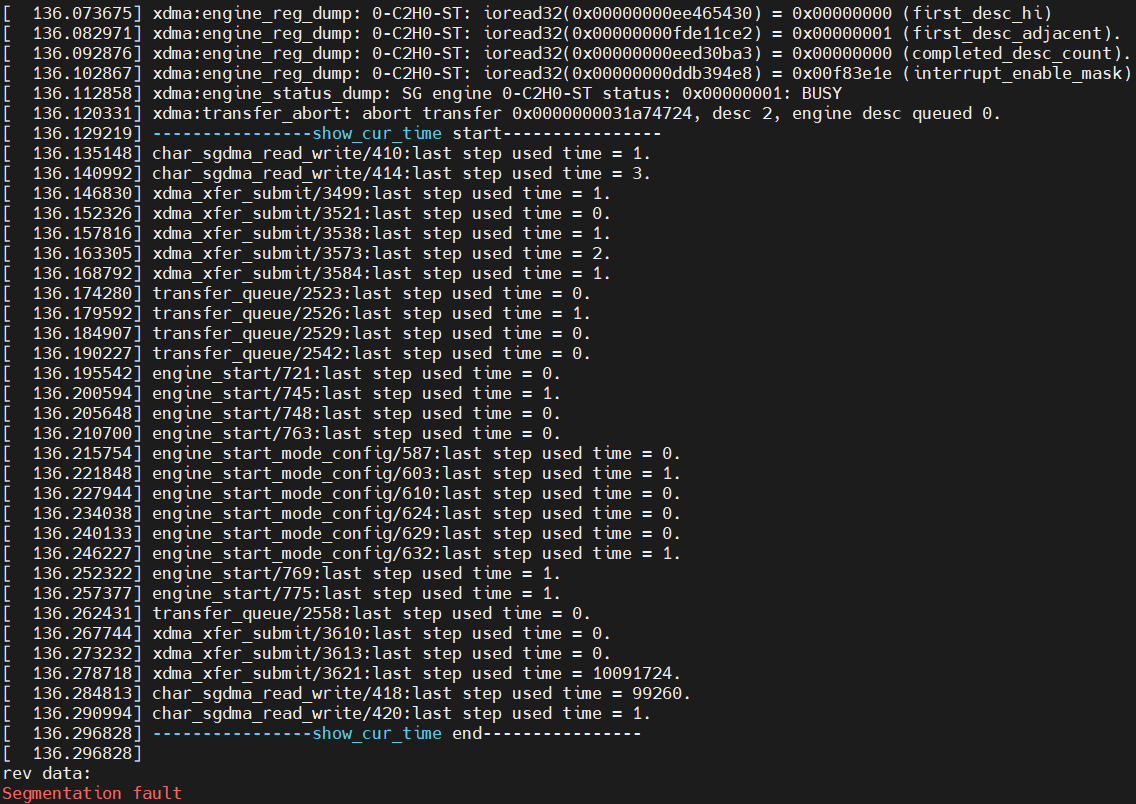 [  136.073675] xdma:engine_reg_dump: 0-C2H0-ST: ioread32(0x00000000ee465430) = 0x00000000 (first_desc_hi)
[  136.082971] xdma:engine_reg_dump: 0-C2H0-ST: ioread32(0x00000000fde11ce2) = 0x00000001 (first_desc_adjacent).
[  136.092876] xdma:engine_reg_dump: 0-C2H0-ST: ioread32(0x00000000eed30ba3) = 0x00000000 (completed_desc_count).
[  136.102867] xdma:engine_reg_dump: 0-C2H0-ST: ioread32(0x00000000ddb394e8) = 0x00f83e1e (interrupt_enable_mask)
[  136.112858] xdma:engine_status_dump: SG engine 0-C2H0-ST status: 0x00000001: BUSY
[  136.120331] xdma:transfer_abort: abort transfer 0x0000000031a74724, desc 2, engine desc queued 0.
[  136.129219] ----------------show_cur_time start----------------
[  136.135148] char_sgdma_read_write/410:last step used time = 1.
[  136.140992] char_sgdma_read_write/414:last step used time = 3.
[  136.146830] xdma_xfer_submit/3499:last step used time = 1.
[  136.152326] xdma_xfer_submit/3521:last step used time = 0.
[  136.157816] xdma_xfer_submit/3538:last step used time = 1.
[  136.163305] xdma_xfer_submit/3573:last step used time = 2.
[  136.168792] xdma_xfer_submit/3584:last step used time = 1.
[  136.174280] transfer_queue/2523:last step used time = 0.
[  136.179592] transfer_queue/2526:last step used time = 1.
[  136.184907] transfer_queue/2529:last step used time = 0.
[  136.190227] transfer_queue/2542:last step used time = 0.
[  136.195542] engine_start/721:last step used time = 0.
[  136.200594] engine_start/745:last step used time = 1.
[  136.205648] engine_start/748:last step used time = 0.
[  136.210700] engine_start/763:last step used time = 0.
[  136.215754] engine_start_mode_config/587:last step used time = 0.
[  136.221848] engine_start_mode_config/603:last step used time = 1.
[  136.227944] engine_start_mode_config/610:last step used time = 0.
[  136.234038] engine_start_mode_config/624:last step used time = 0.
[  136.240133] engine_start_mode_config/629:last step used time = 0.
[  136.246227] engine_start_mode_config/632:last step used time = 1.
[  136.252322] engine_start/769:last step used time = 1.
[  136.257377] engine_start/775:last step used time = 1.
[  136.262431] transfer_queue/2558:last step used time = 0.
[  136.267744] xdma_xfer_submit/3610:last step used time = 0.
[  136.273232] xdma_xfer_submit/3613:last step used time = 0.
[  136.278718] xdma_xfer_submit/3621:last step used time = 10091724.
[  136.284813] char_sgdma_read_write/418:last step used time = 99260.
[  136.290994] char_sgdma_read_write/420:last step used time = 1.
[  136.296828] ----------------show_cur_time end----------------
[  136.296828]
rev data:
Segmentation fault